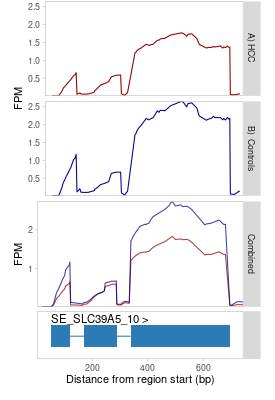 2.5
2.0
1.5
1.0
0.5
FPM
A) HCC
2.5
2.0
1.5
1.0
0.5
FPM
B) Controls
2
1
Combined
SE_SLC39A5_10 >
200
400
600
Distance from region start (bp)